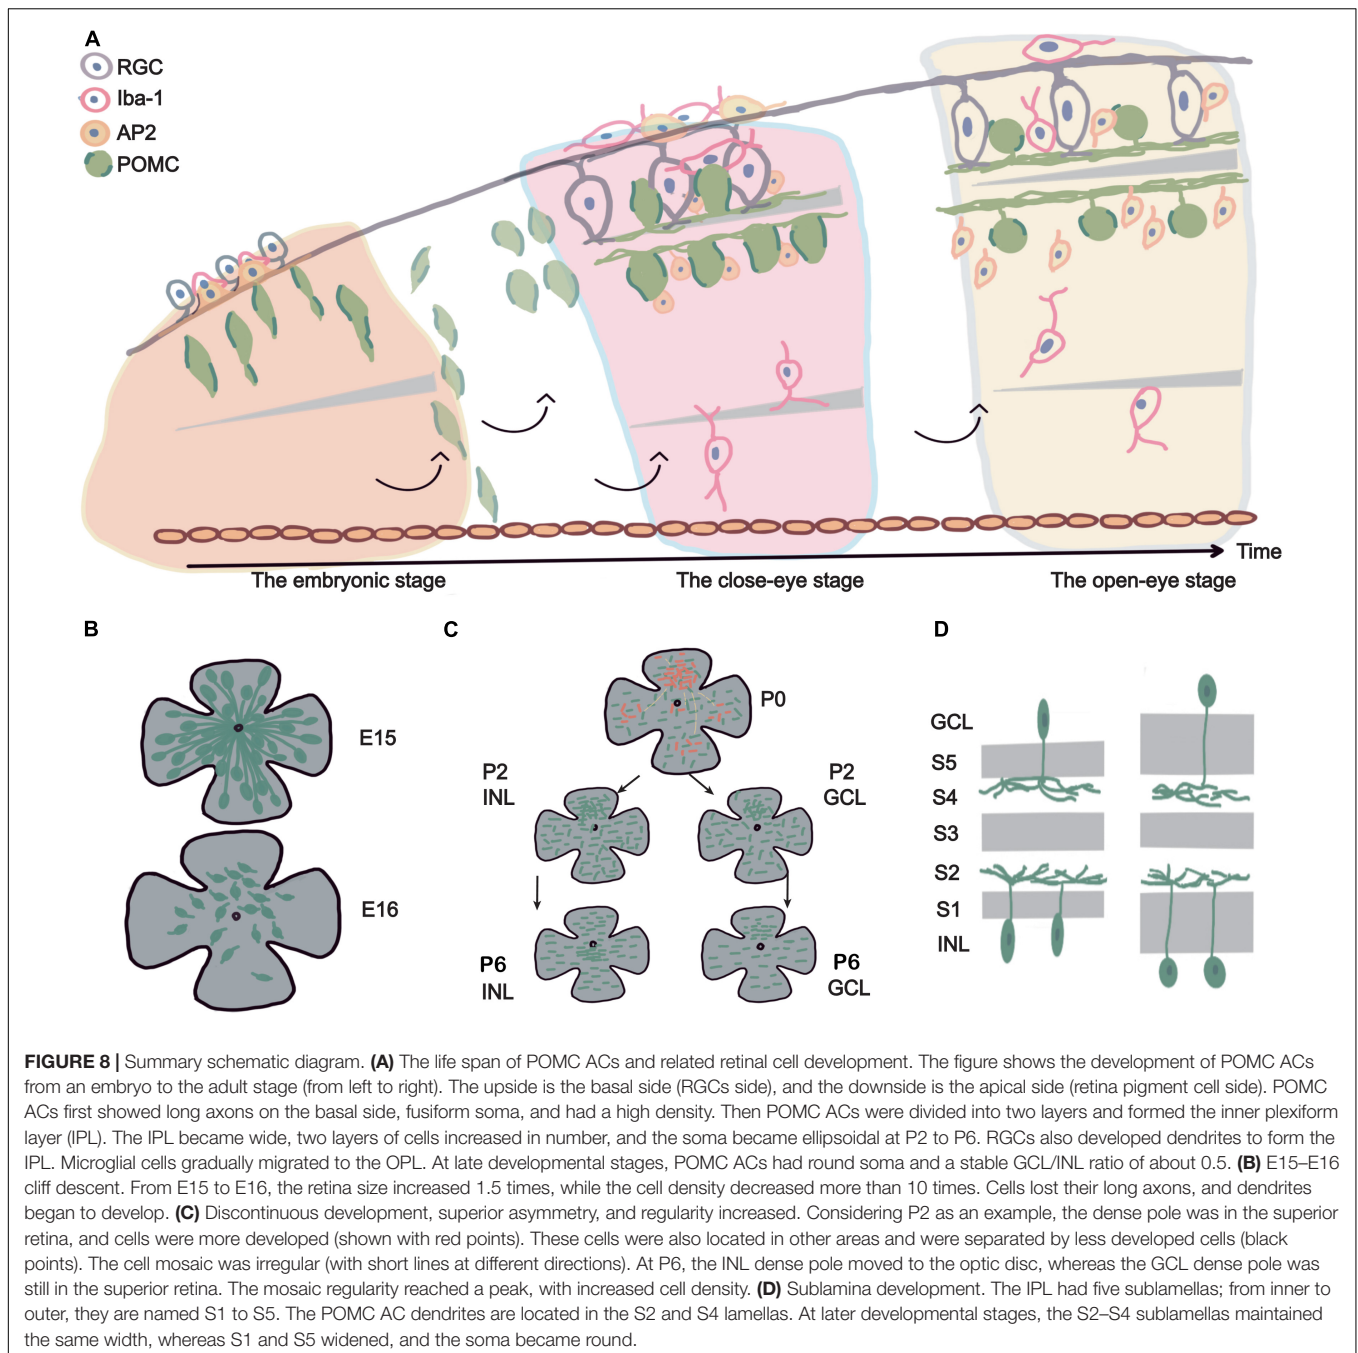 A
RGC
Iba-1
AP2
POMC
Time
The embryonic stage
The close-eye stage
The open-eye stage
B
E15
E16
C
P0
P2
INL
P2
GCL
P6
INL
P6
GCL
D
GCL
S5
S4
S3
S2
S1
INL
FIGURE 8 | Summary schematic diagram. (A) The life span of POMC ACs and related retinal cell development. The figure shows the development of POMC ACs
from an embryo to the adult stage (from left to right). The upside is the basal side (RGCs side), and the downside is the apical side (retina pigment cell side). POMC
ACs first showed long axons on the basal side, fusiform soma, and had a high density. Then POMC ACs were divided into two layers and formed the inner plexiform
layer (IPL). The IPL became wide, two layers of cells increased in number, and the soma became ellipsoidal at P2 to P6. RGCs also developed dendrites to form the
IPL. Microglial cells gradually migrated to the OPL. At late developmental stages, POMC ACs had round soma and a stable GCL/INL ratio of about 0.5. (B) E15–E16
cliff descent. From E15 to E16, the retina size increased 1.5 times, while the cell density decreased more than 10 times. Cells lost their long axons, and dendrites
began to develop. (C) Discontinuous development, superior asymmetry, and regularity increased. Considering P2 as an example, the dense pole was in the superior
retina, and cells were more developed (shown with red points). These cells were also located in other areas and were separated by less developed cells (black
points). The cell mosaic was irregular (with short lines at different directions). At P6, the INL dense pole moved to the optic disc, whereas the GCL dense pole was
still in the superior retina. The mosaic regularity reached a peak, with increased cell density. (D) Sublamina development. The IPL had five sublamellas; from inner to
outer, they are named S1 to S5. The POMC AC dendrites are located in the S2 and S4 lamellas. At later developmental stages, the S2–S4 sublamellas maintained
the same width, whereas S1 and S5 widened, and the soma became round.